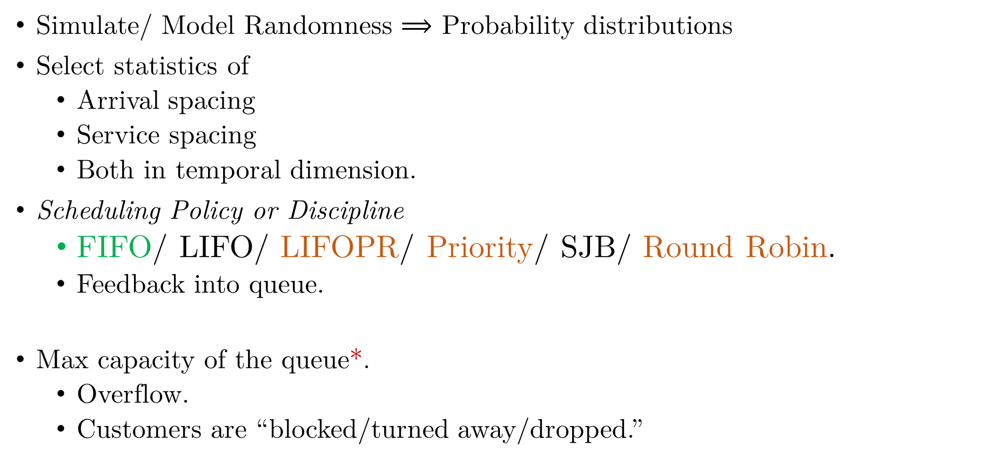 • Simulate/ Model Randomness ⟹ Probability distributions
• Select statistics of
• Arrival spacing
• Service spacing
• Both in temporal dimension.
• Scheduling Policy or Discipline
• FIFO/ LIFO/ LIFOPR/ Priority/ SJB/ Round Robin.
• Feedback into queue.
• Max capacity of the queue*.
• Overflow.
• Customers are “blocked/turned away/dropped.”